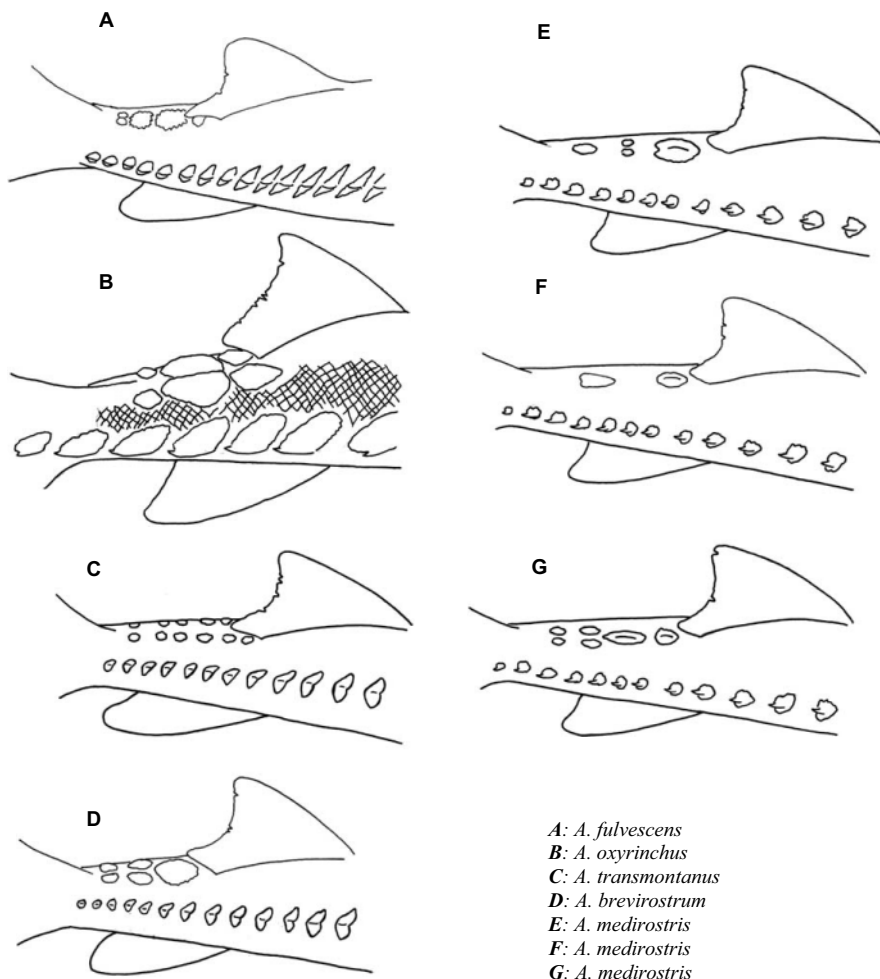 A
B
C
D
E
F
G
A: A. fulvescens
B: A. oxyrinchus
C: A. transmontanus
D: A. brevirostrum
E: A. medirostris
F: A. medirostris
G: A. medirostris